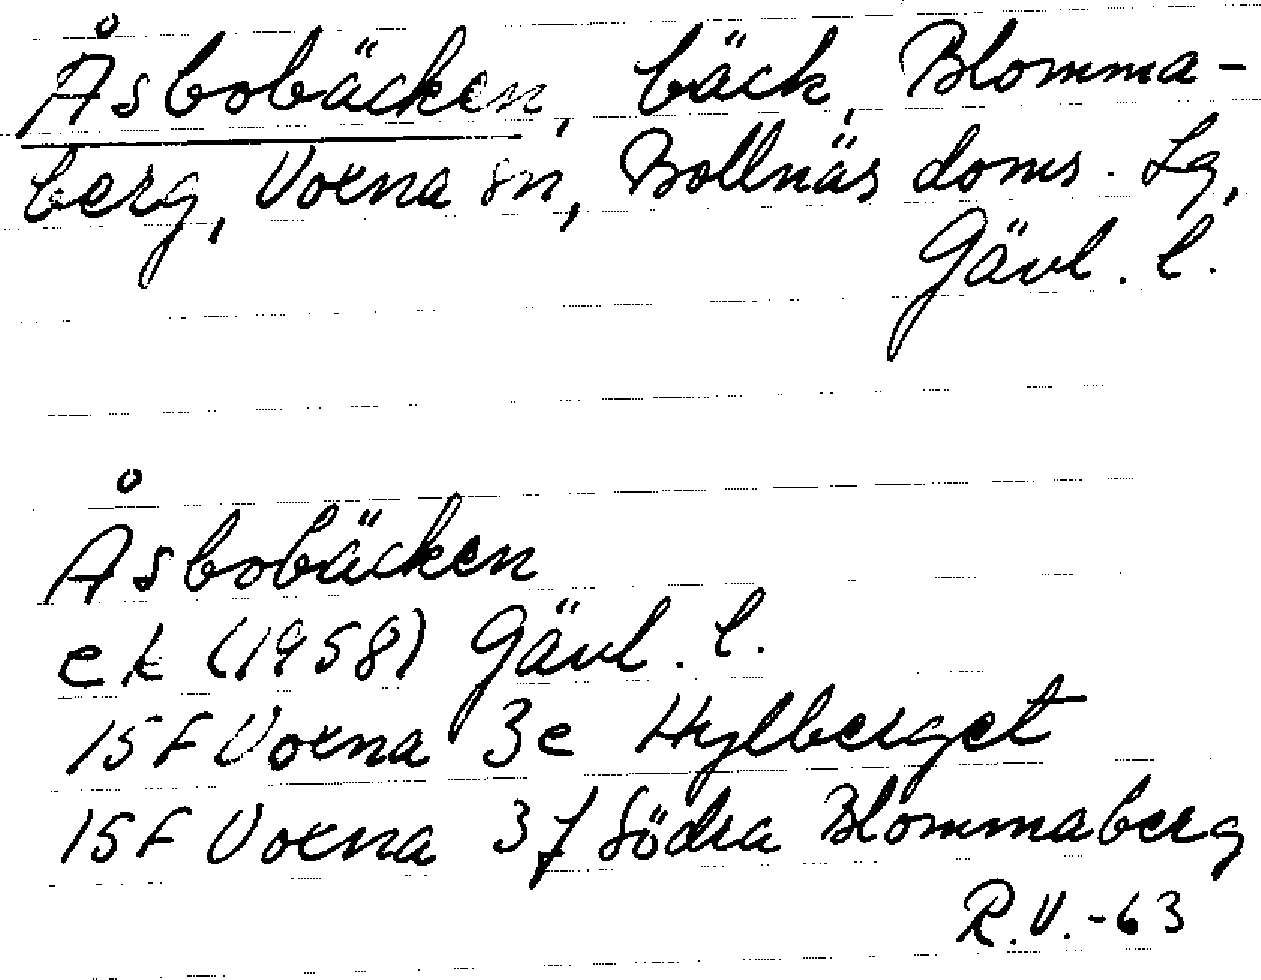 Åsbobäcken, bäck, Blomma-
berg, Voxna sn, Bollnäs doms. Lg,
Gävl. l.
Åsbobäcken
ek (1958) Gävl. l.
15F Voxna 3e Hylberget
15F Voxna 3f Södra Blommaberg
R.V. -63